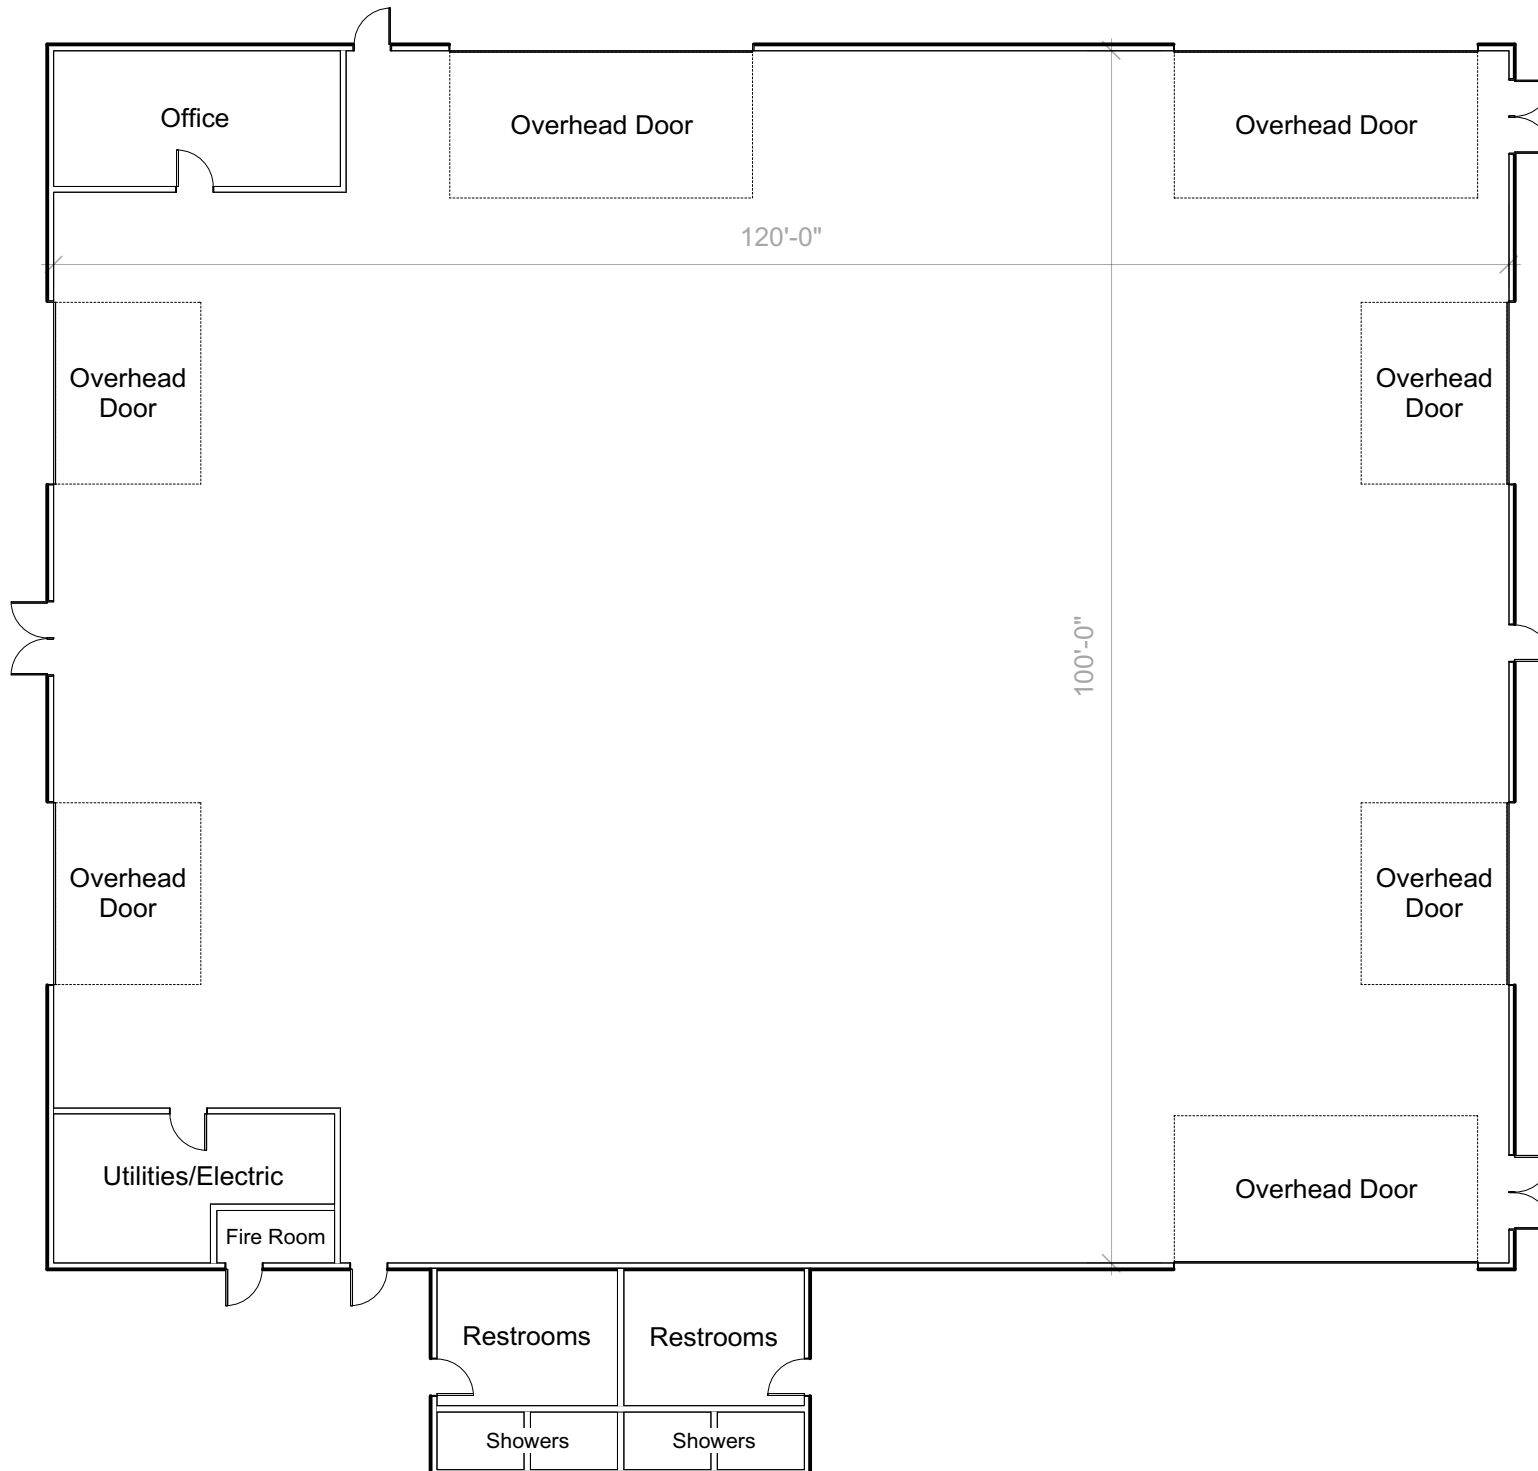 Office
Overhead Door
Overhead Door
120'-0"
Overhead
Door
Overhead
Door
100'-0"
Overhead
Door
Overhead
Door
Utilities/Electric
Overhead Door
Fire Room
Restrooms
Restrooms
Showers
Showers